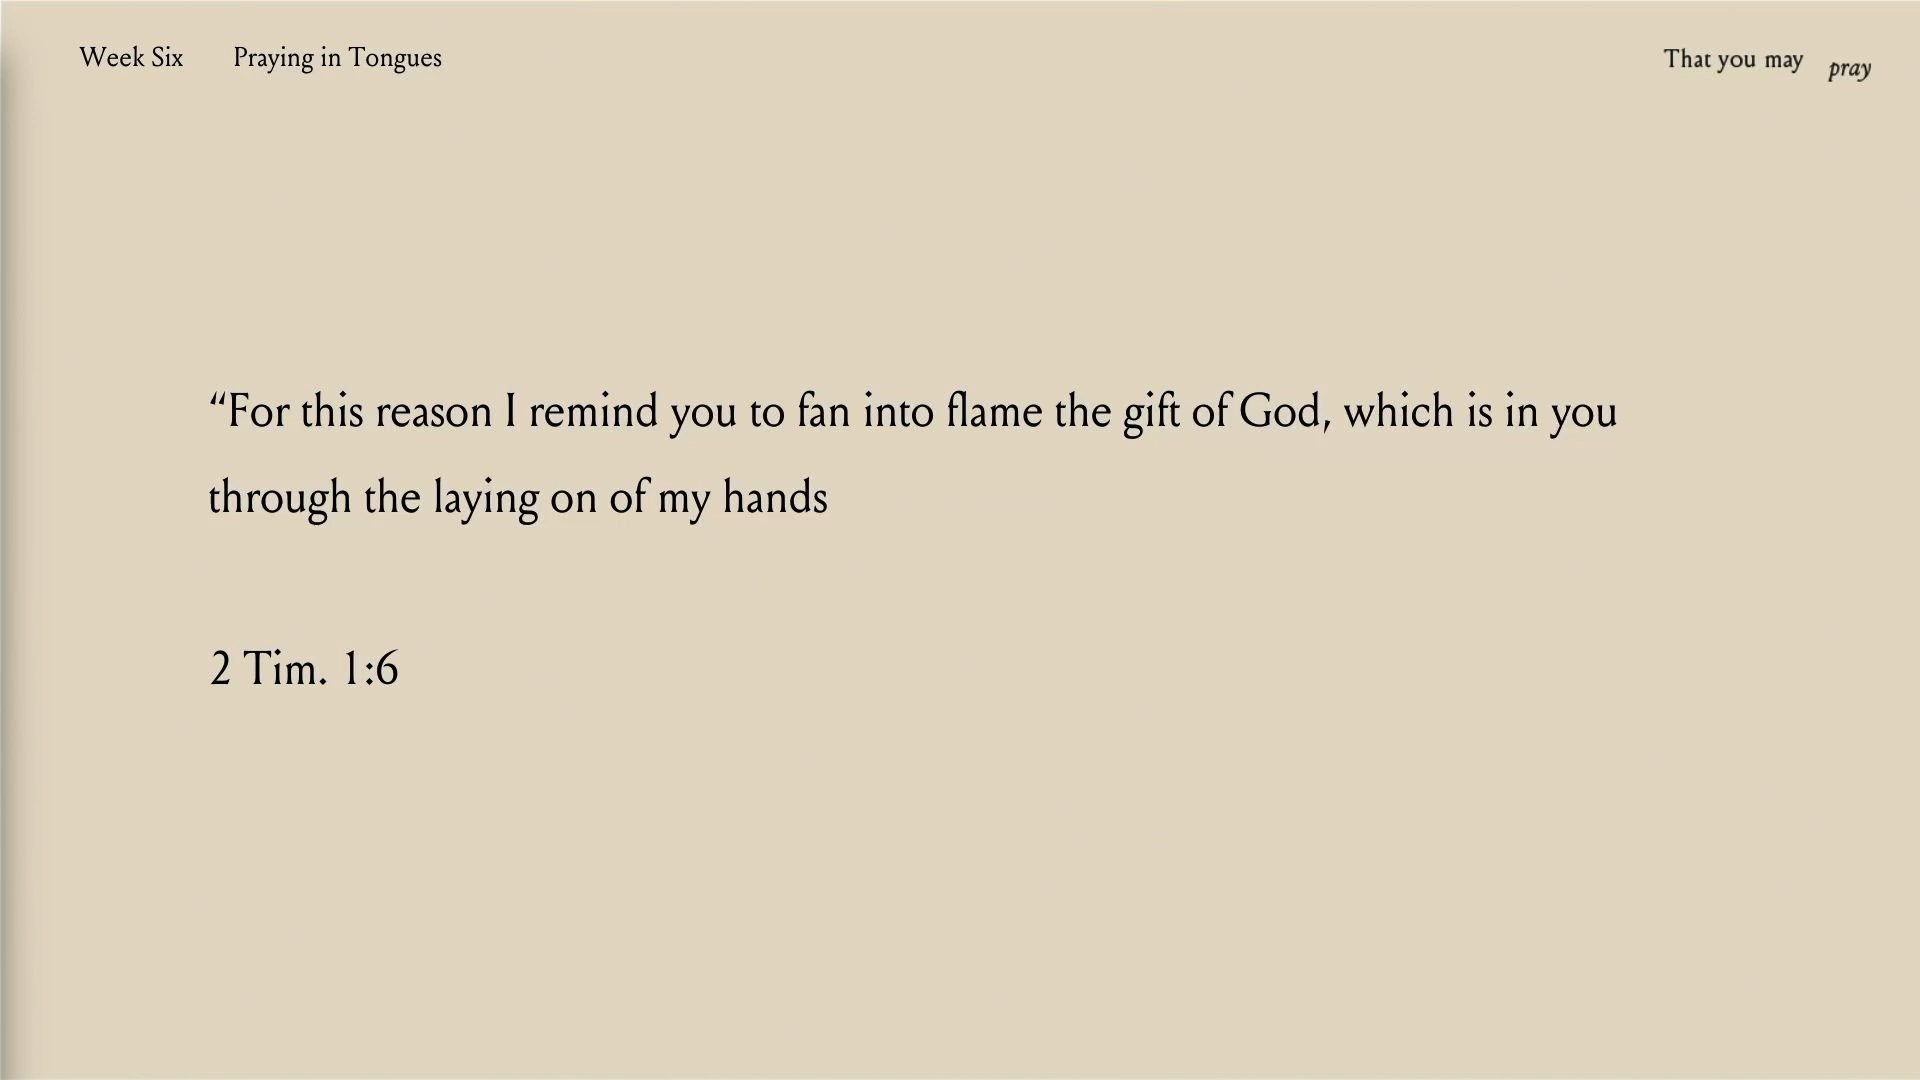 Week Six Praying in Tongues
That you may pray
“For this reason I remind you to fan into flame the gift of God, which is in you
through the laying on of my hands
2 Tim. 1:6